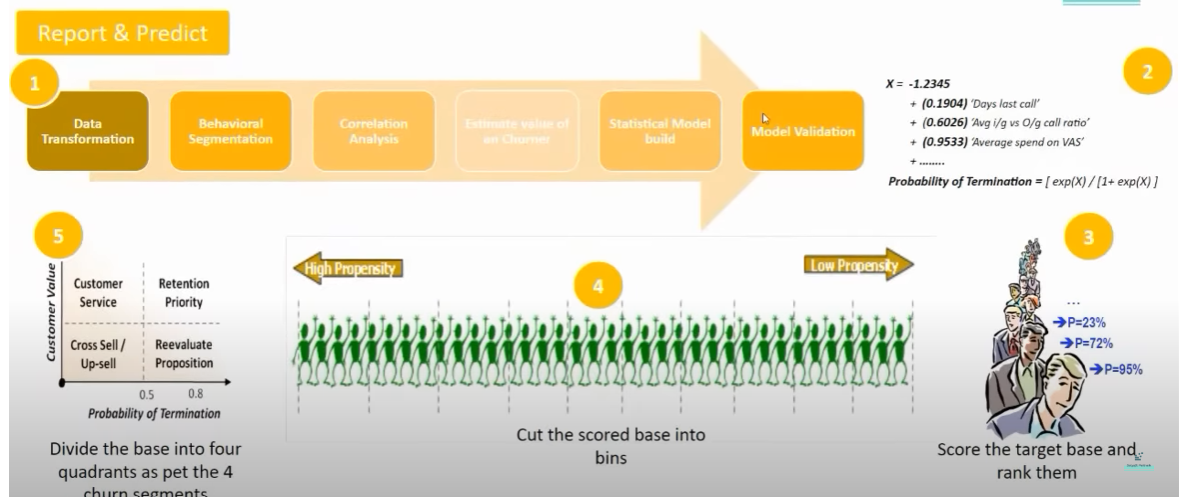 Report & Predict
1
Data
Transformation
Behavioral
Segmentation
Correlation
Analysis
Estimate value of
an Churner
Statistical Model
build
Model Validation
2
X = -1.2345
+ (0.1904) 'Days last call'
+ (0.6026) 'Avg i/g vs O/g call ratio'
+ (0.9533) 'Average spend on VAS'
+ ........
Probability of Termination = [ exp(X) / [1+ exp(X) ]
3
...
P=23%
P=72%
P=95%
Score the target base and
rank them
4
High Propensity
Low Propensity
Cut the scored base into
bins
5
Customer Value
Customer
Service
Retention
Priority
Cross Sell /
Up-sell
Reevaluate
Proposition
0.5
0.8
Probability of Termination
Divide the base into four
quadrants as pet the 4
churn segments